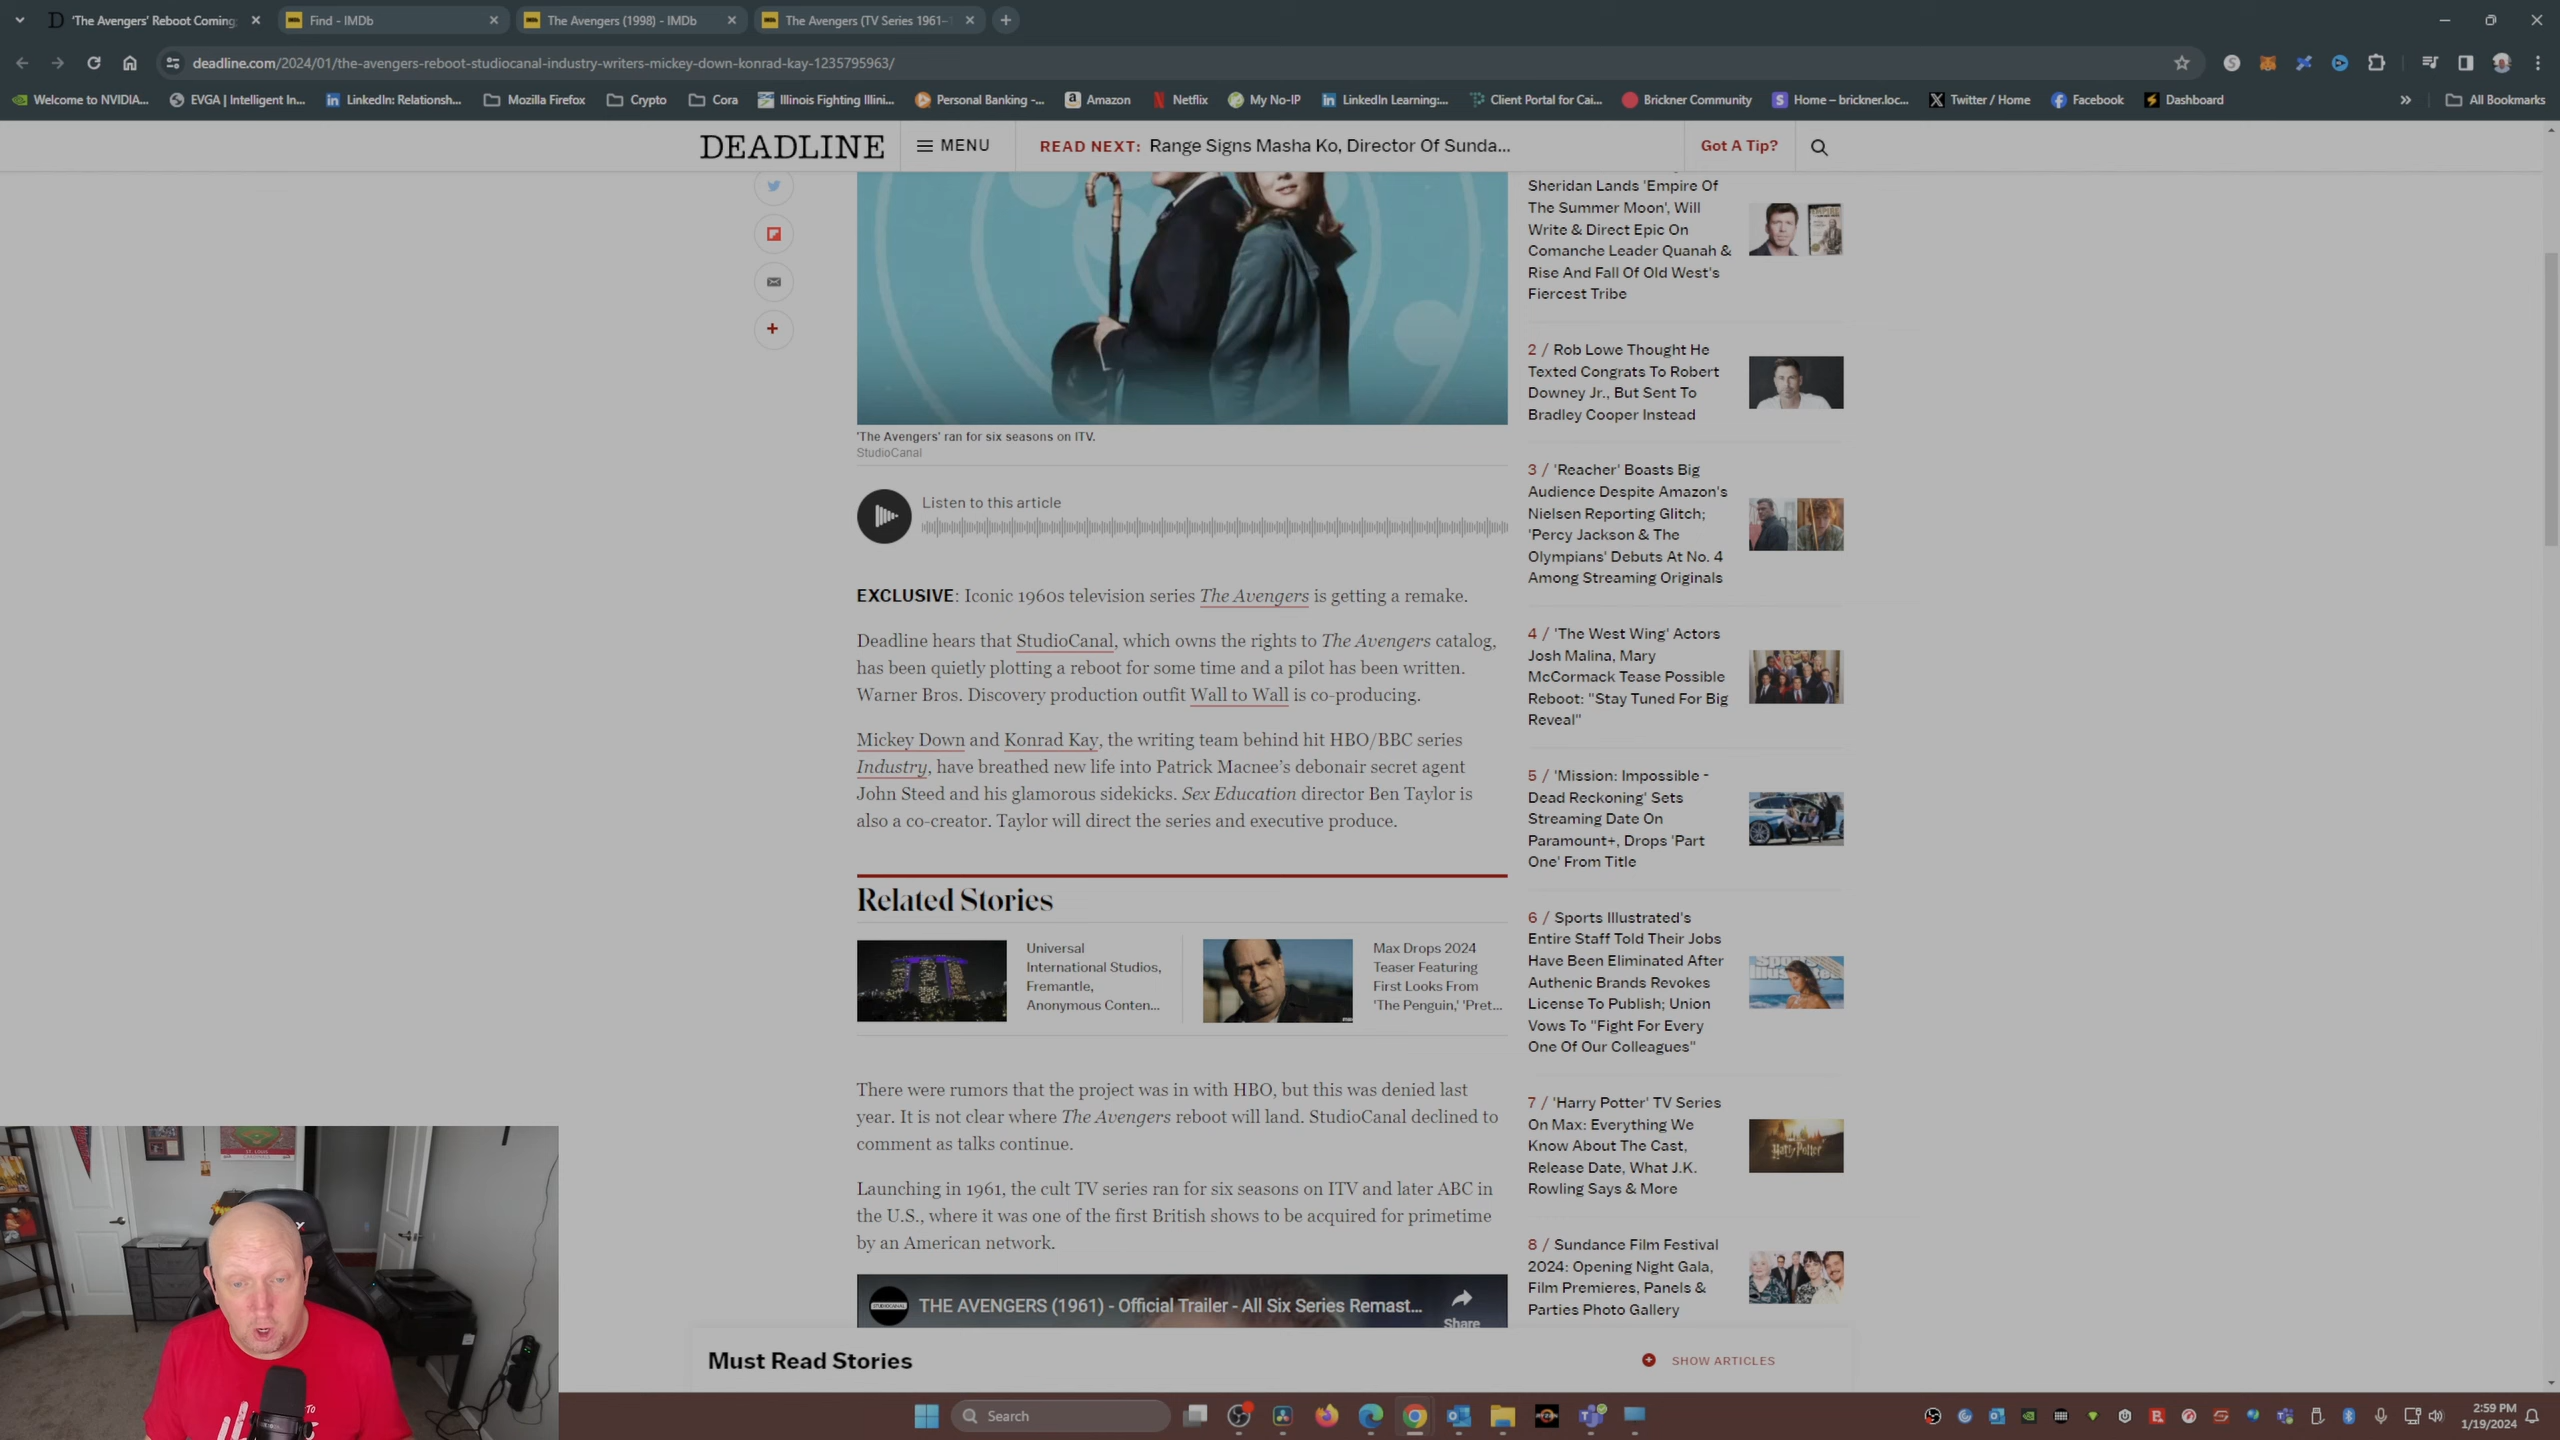 'The Avengers' Reboot Coming
Find - IMDb
The Avengers (1998) - IMDb
The Avengers (TV Series 1961–
deadline.com/2024/01/the-avengers-reboot-studiocanal-industry-writers-mickey-down-konrad-kay-1235795963/
Welcome to NVIDIA...
EVGA | Intelligent In...
LinkedIn: Relationsh...
Mozilla Firefox
Crypto
Cora
Illinois Fighting Illini...
Personal Banking -...
Amazon
Netflix
My No-IP
LinkedIn Learning:...
Client Portal for Cai...
Brickner Community
Home – brickner.loc...
Twitter / Home
Facebook
Dashboard
All Bookmarks
DEADLINE
MENU
READ NEXT: Range Signs Masha Ko, Director Of Sunda...
Got A Tip?
'The Avengers' ran for six seasons on ITV.
StudioCanal
Listen to this article
EXCLUSIVE: Iconic 1960s television series The Avengers is getting a remake.
Deadline hears that StudioCanal, which owns the rights to The Avengers catalog,
has been quietly plotting a reboot for some time and a pilot has been written.
Warner Bros. Discovery production outfit Wall to Wall is co-producing.
Mickey Down and Konrad Kay, the writing team behind hit HBO/BBC series
Industry, have breathed new life into Patrick Macnee's debonair secret agent
John Steed and his glamorous sidekicks. Sex Education director Ben Taylor is
also a co-creator. Taylor will direct the series and executive produce.
Related Stories
Universal
International Studios,
Fremantle,
Anonymous Conten...
Max Drops 2024
Teaser Featuring
First Looks From
'The Penguin,' 'Pret...
There were rumors that the project was in with HBO, but this was denied last
year. It is not clear where The Avengers reboot will land. StudioCanal declined to
comment as talks continue.
Launching in 1961, the cult TV series ran for six seasons on ITV and later ABC in
the U.S., where it was one of the first British shows to be acquired for primetime
by an American network.
STUDIOCANAL
THE AVENGERS (1961) - Official Trailer - All Six Series Remast...
Share
Sheridan Lands 'Empire Of
The Summer Moon', Will
Write & Direct Epic On
Comanche Leader Quanah &
Rise And Fall Of Old West's
Fiercest Tribe
2 / Rob Lowe Thought He
Texted Congrats To Robert
Downey Jr., But Sent To
Bradley Cooper Instead
3 / 'Reacher' Boasts Big
Audience Despite Amazon's
Nielsen Reporting Glitch;
'Percy Jackson & The
Olympians' Debuts At No. 4
Among Streaming Originals
4 / 'The West Wing' Actors
Josh Malina, Mary
McCormack Tease Possible
Reboot: "Stay Tuned For Big
Reveal"
5 / 'Mission: Impossible -
Dead Reckoning' Sets
Streaming Date On
Paramount+, Drops 'Part
One' From Title
6 / Sports Illustrated's
Entire Staff Told Their Jobs
Have Been Eliminated After
Authenic Brands Revokes
License To Publish; Union
Vows To "Fight For Every
One Of Our Colleagues"
7 / 'Harry Potter' TV Series
On Max: Everything We
Know About The Cast,
Release Date, What J.K.
Rowling Says & More
Harry Potter
8 / Sundance Film Festival
2024: Opening Night Gala,
Film Premieres, Panels &
Parties Photo Gallery
Must Read Stories
SHOW ARTICLES
ST. LOUIS
Search
2:59 PM
1/19/2024